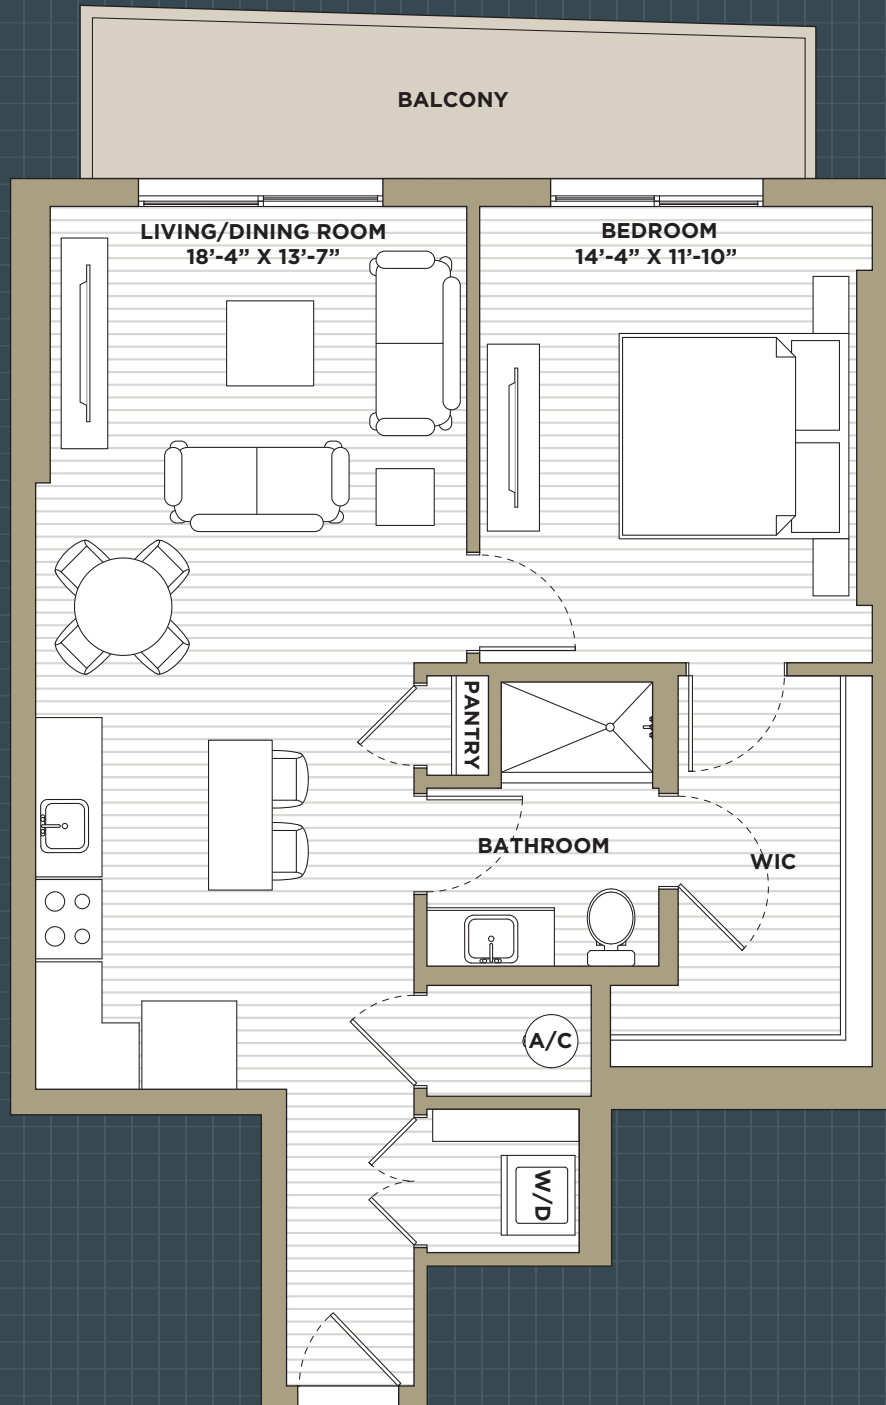 BALCONY
LIVING/DINING ROOM
18’-4” X 13’-7”
BEDROOM
14’-4” X 11’-10”
PANTRY
BATHROOM
WIC
A/C
W/D